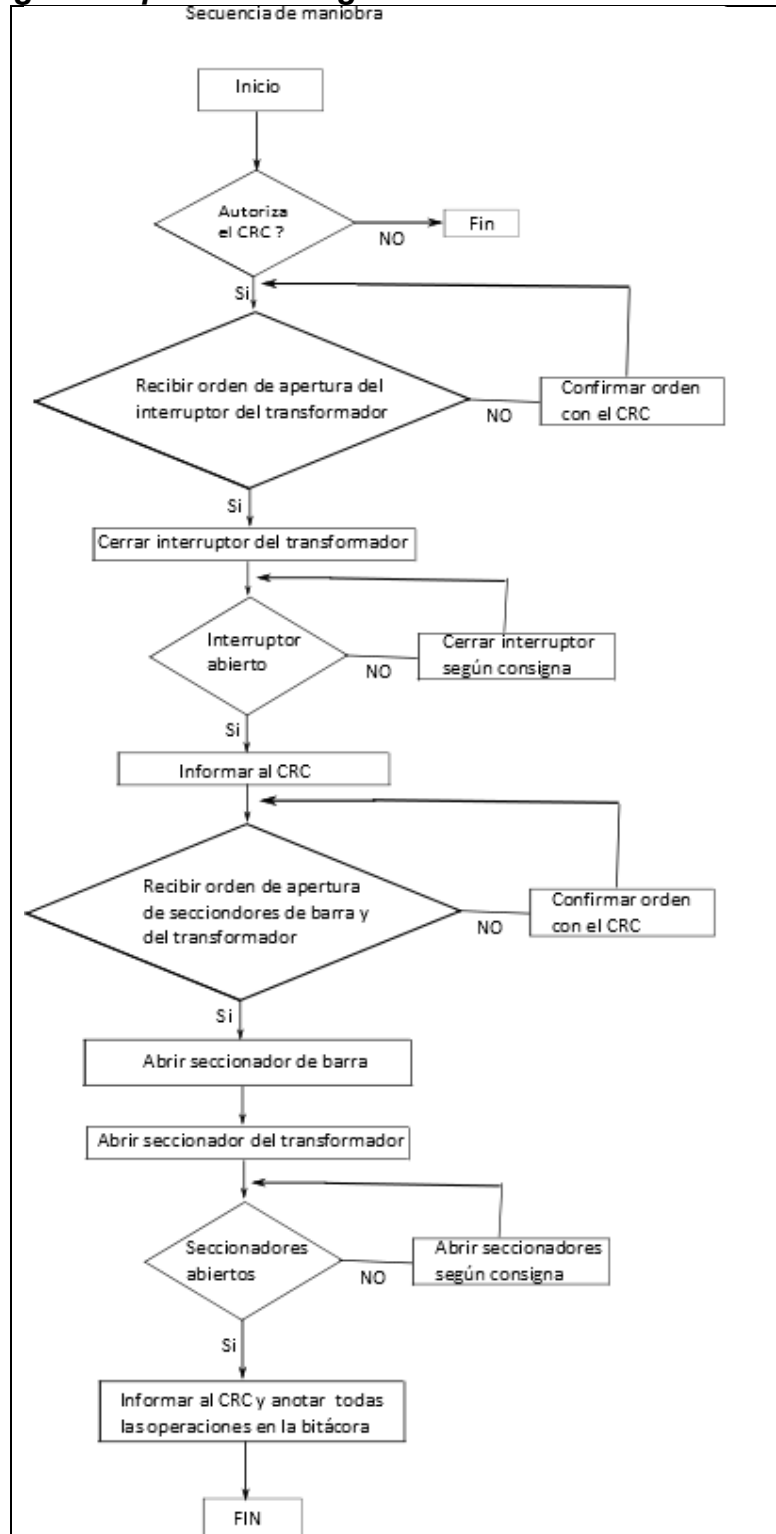 Secuencia de maniobra
Inicio
Autoriza
el CRC ?
NO
Fin
Si
Recibir orden de apertura del
interruptor del transformador
NO
Confirmar orden
con el CRC
Si
Cerrar interruptor del transformador
Interruptor
abierto
NO
Cerrar interruptor
según consigna
Si
Informar al CRC
Recibir orden de apertura
de secciondores de barra y
del transformador
NO
Confirmar orden
con el CRC
Si
Abrir seccionador de barra
Abrir seccionador del transformador
Seccionadores
abiertos
NO
Abrir seccionadores
según consigna
Si
Informar al CRC y anotar todas
las operaciones en la bitácora
FIN